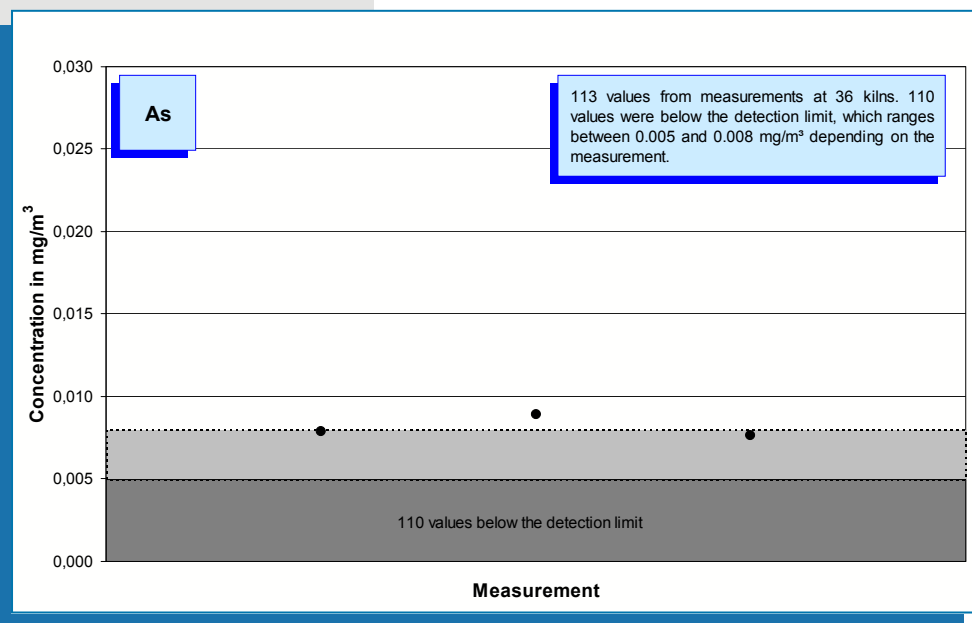 0,030
0,025
0,020
0,015
0,010
0,005
0,000
Concentration in mg/m³
As
113 values from measurements at 36 kilns. 110
values were below the detection limit, which ranges
between 0.005 and 0.008 mg/m³ depending on the
measurement.
110 values below the detection limit
Measurement